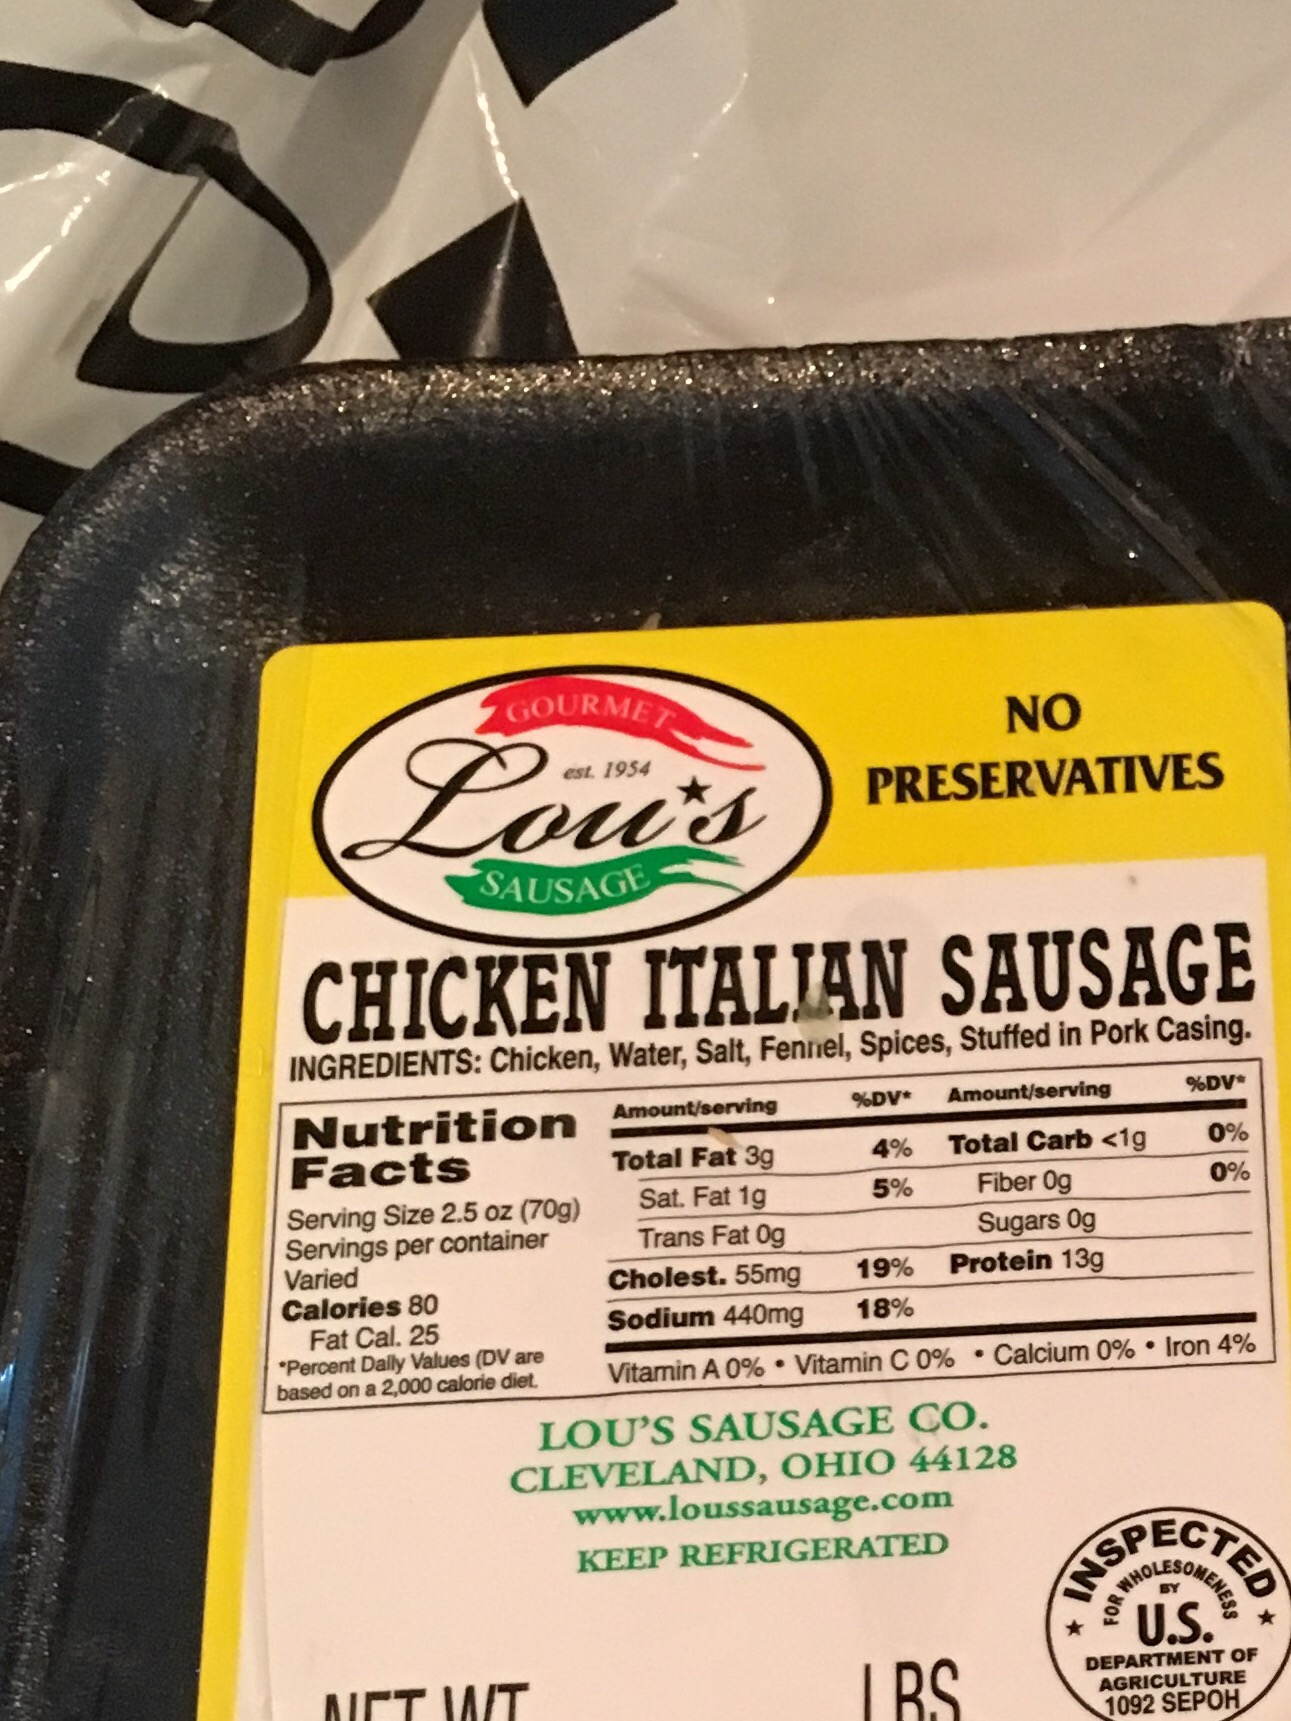 GOURMET
est. 1954
Lou's
SAUSAGE
NO
PRESERVATIVES
CHICKEN ITALIAN SAUSAGE
INGREDIENTS: Chicken, Water, Salt, Fennel, Spices, Stuffed in Pork Casing.
Nutrition
Facts
Serving Size 2.5 oz (70g)
Servings per container
Varied
Calories 80
Fat Cal. 25
*Percent Daily Values (DV are
based on a 2,000 calorie diet.
Amount/serving %DV* Amount/serving %DV*
Total Fat 3g 4% Total Carb <1g 0%
Sat. Fat 1g 5% Fiber 0g 0%
Trans Fat 0g Sugars 0g
Cholest. 55mg 19% Protein 13g
Sodium 440mg 18%
Vitamin A 0% • Vitamin C 0% • Calcium 0% • Iron 4%
LOU'S SAUSAGE CO.
CLEVELAND, OHIO 44128
www.loussausage.com
KEEP REFRIGERATED
INSPECTED
FOR WHOLESOMENESS
BY
U.S.
DEPARTMENT OF
AGRICULTURE
1092 SEPOH
NET WT LBS